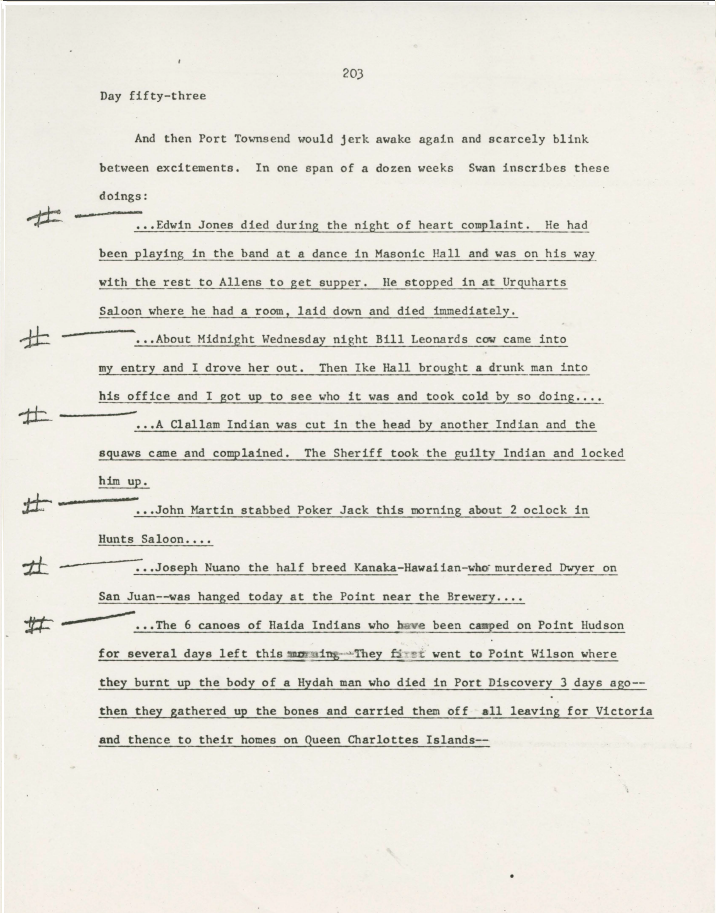 203
Day fifty-three
And then Port Townsend would jerk awake again and scarcely blink
between excitements. In one span of a dozen weeks Swan inscribes these
doings:
# ...Edwin Jones died during the night of heart complaint. He had
been playing in the band at a dance in Masonic Hall and was on his way
with the rest to Allens to get supper. He stopped in at Urquharts
Saloon where he had a room, laid down and died immediately.
# ...About Midnight Wednesday night Bill Leonards cow came into
my entry and I drove her out. Then Ike Hall brought a drunk man into
his office and I got up to see who it was and took cold by so doing....
# ...A Clallam Indian was cut in the head by another Indian and the
squaws came and complained. The Sheriff took the guilty Indian and locked
him up.
# ...John Martin stabbed Poker Jack this morning about 2 oclock in
Hunts Saloon....
# ...Joseph Nuano the half breed Kanaka-Hawaiian-who murdered Dwyer on
San Juan--was hanged today at the Point near the Brewery....
# ...The 6 canoes of Haida Indians who have been camped on Point Hudson
for several days left this morning--They first went to Point Wilson where
they burnt up the body of a Hydah man who died in Port Discovery 3 days ago--
then they gathered up the bones and carried them off all leaving for Victoria
and thence to their homes on Queen Charlottes Islands--